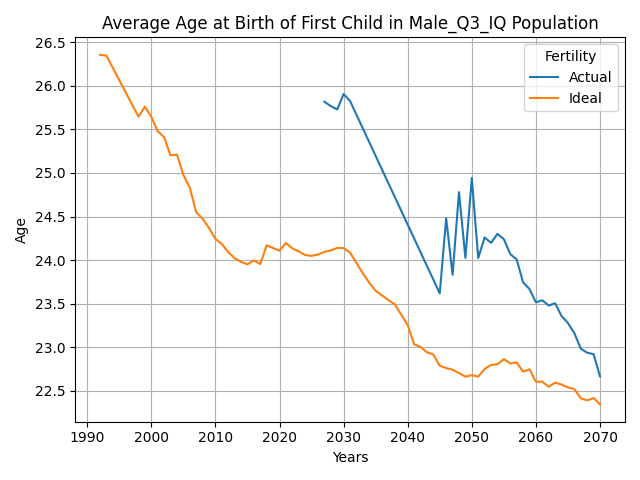 Average Age at Birth of First Child in Male_Q3_IQ Population
26.5
26.0
25.5
25.0
24.5
24.0
23.5
23.0
22.5
Age
Fertility
Actual
Ideal
1990 2000 2010 2020 2030 2040 2050 2060 2070
Years